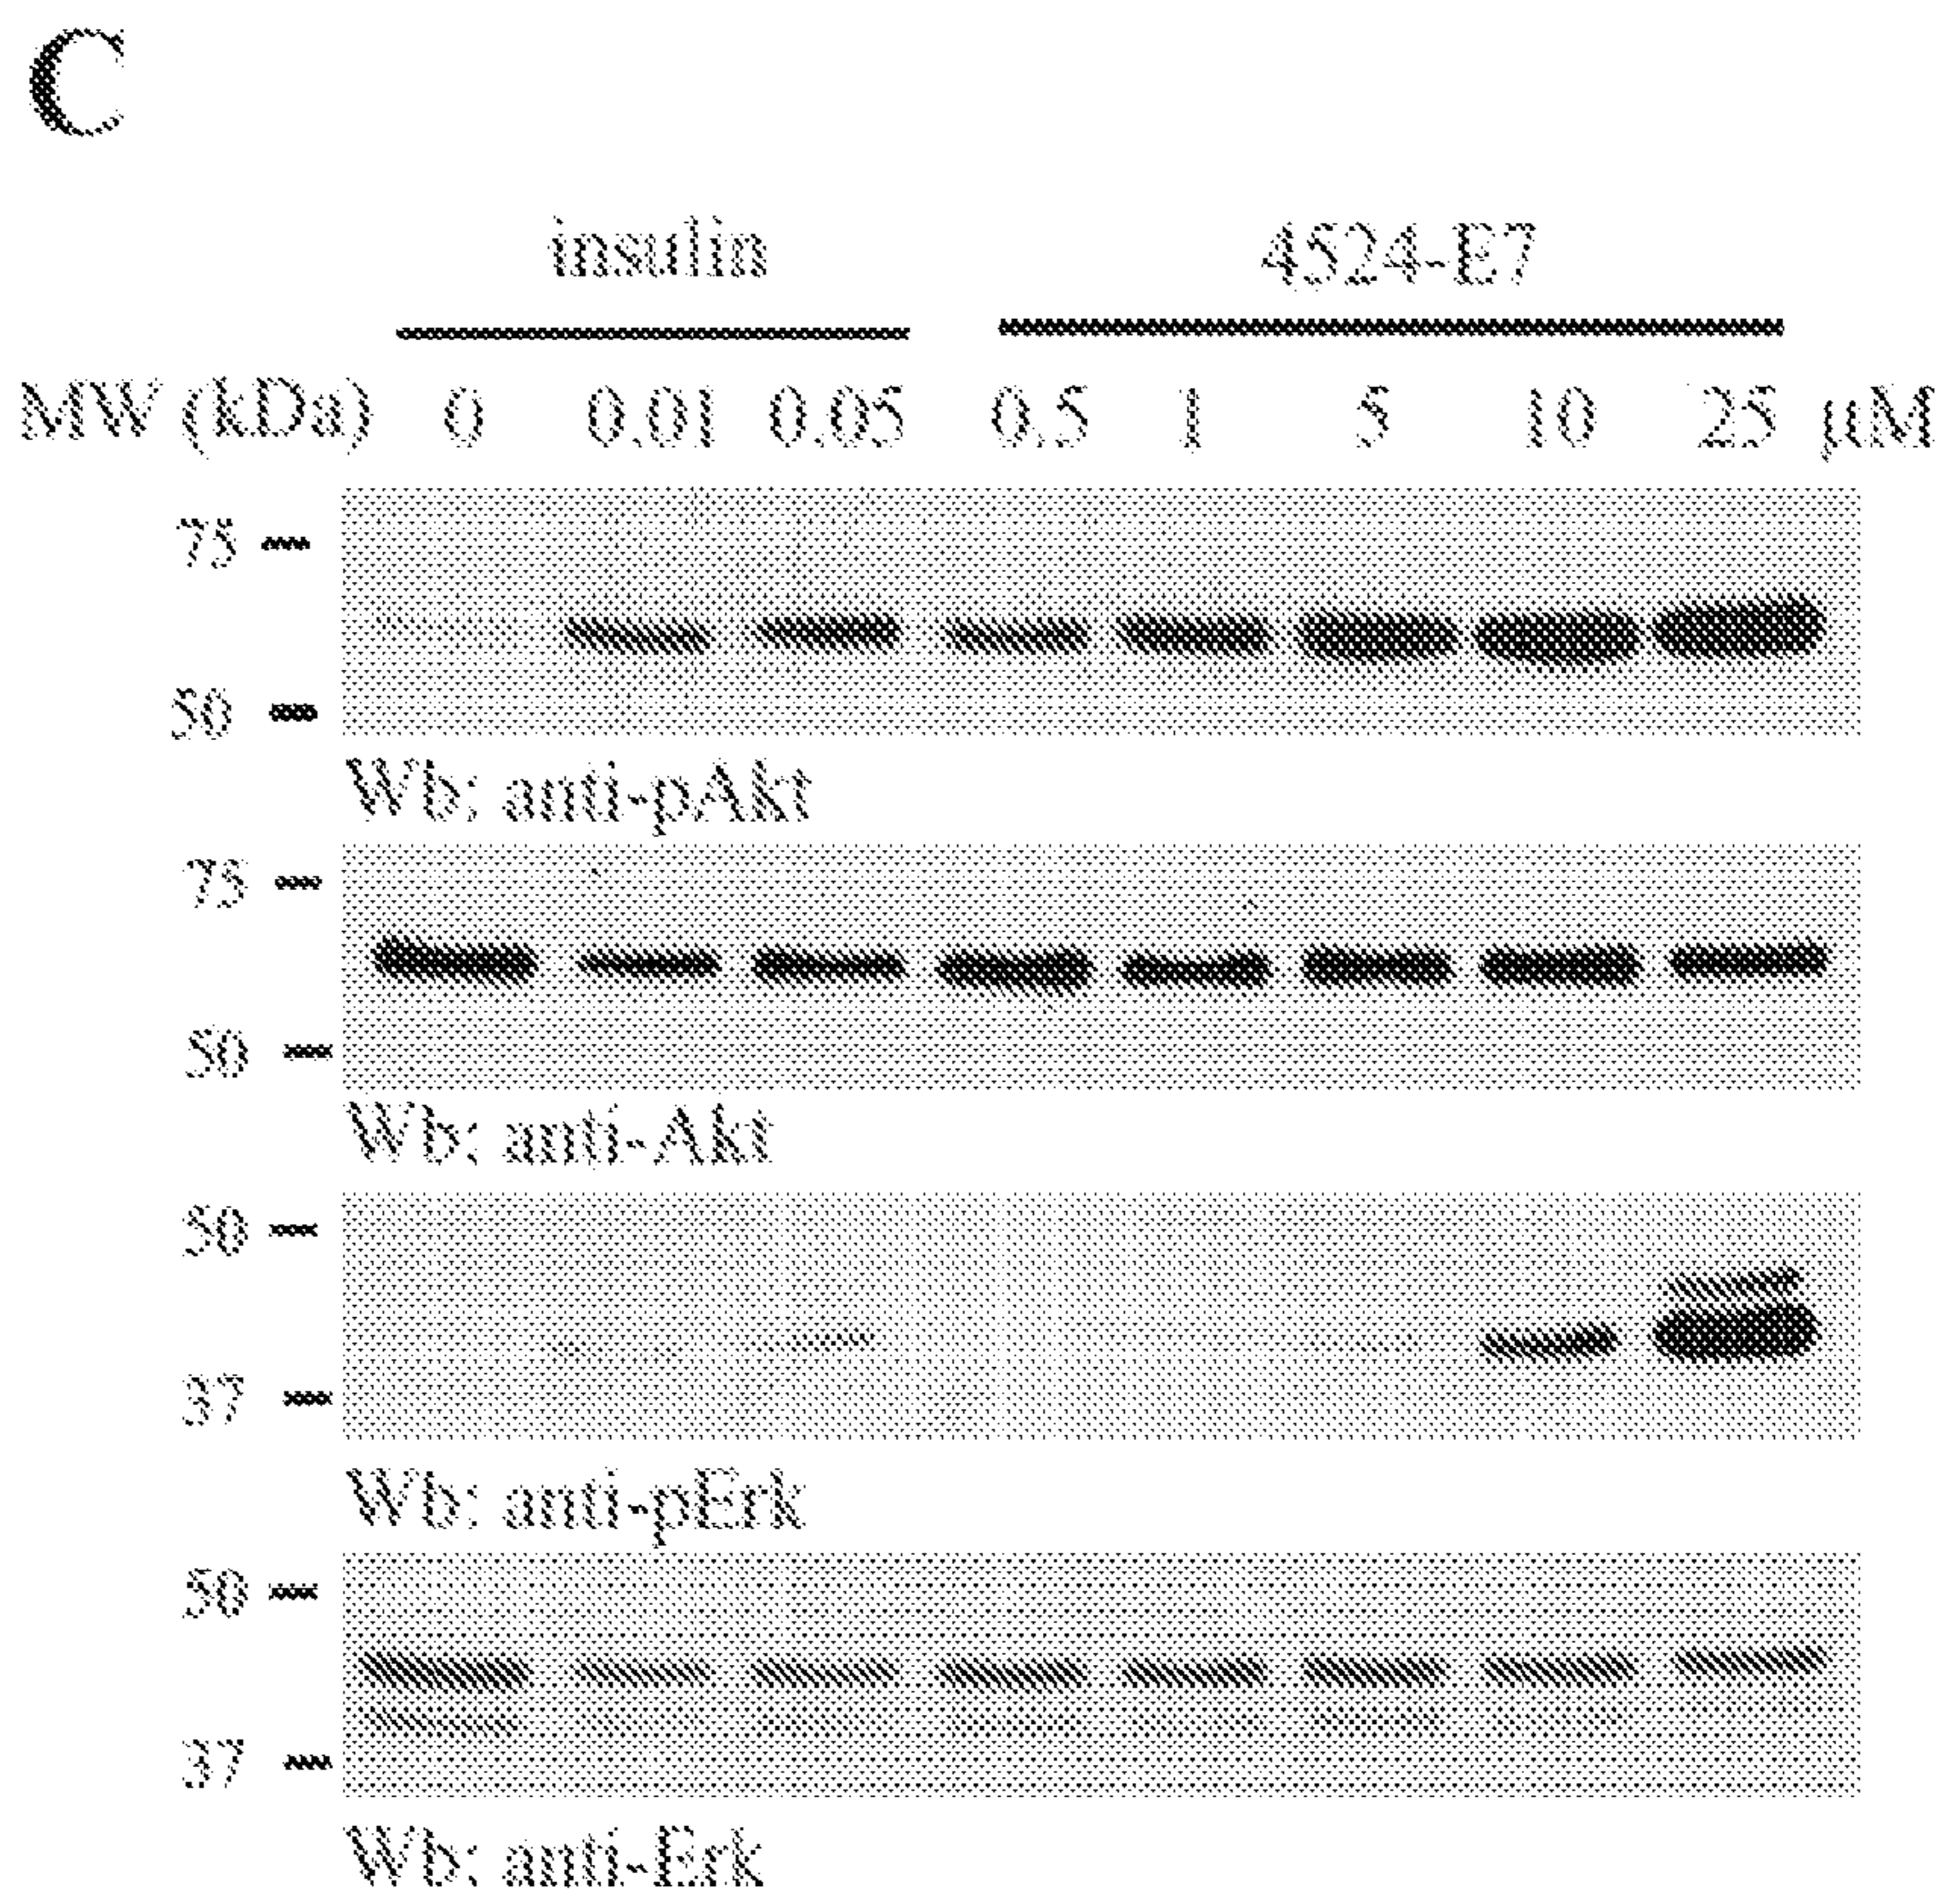 C
insulin 4524-E7
MW (kDa) 0 0.01 0.05 0.5 1 5 10 25 µM
75
50
Wb: anti-pAkt
75
50
Wb: anti-Akt
50
37
Wb: anti-pErk
50
37
Wb: anti-Erk